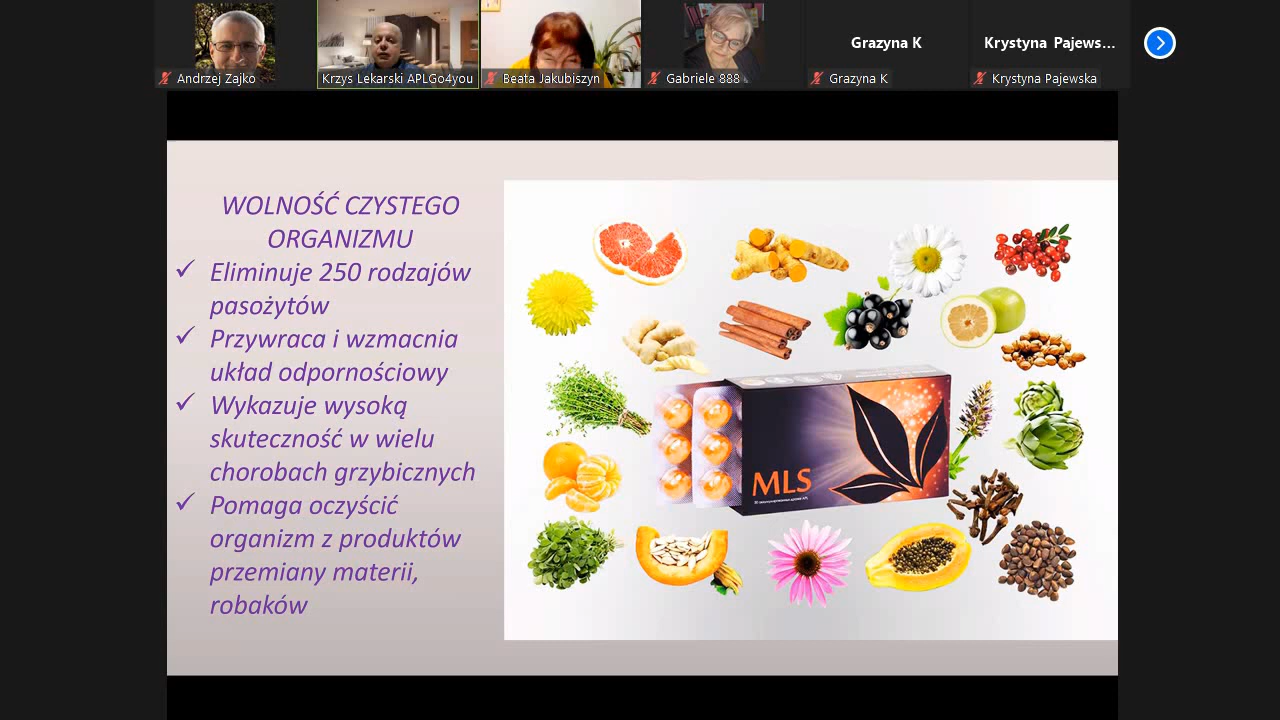 Grazyna K
Krystyna Pajews...
Andrzej Zajko
Krzys Lekarski APLGo4you
Beata Jakubiszyn
Gabriele 888
Grazyna K
Krystyna Pajewska
WOLNOŚĆ CZYSTEGO
ORGANIZMU
✓ Eliminuje 250 rodzajów
pasożytów
✓ Przywraca i wzmacnia
układ odpornościowy
✓ Wykazuje wysoką
skuteczność w wielu
chorobach grzybicznych
✓ Pomaga oczyścić
organizm z produktów
przemiany materii,
robaków
MLS